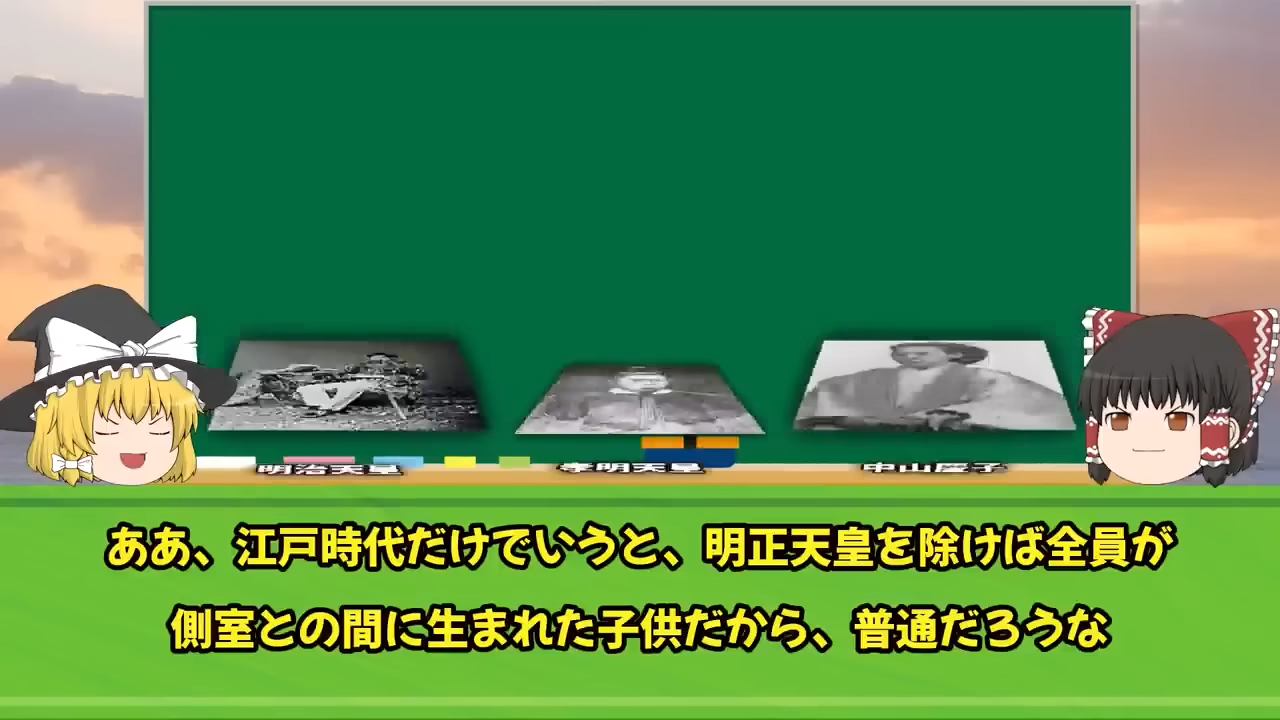 明治天皇
孝明天皇
中山慶子
ああ、江戸時代だけでいうと、明正天皇を除けば全員が
側室との間に生まれた子供だから、普通だろうな